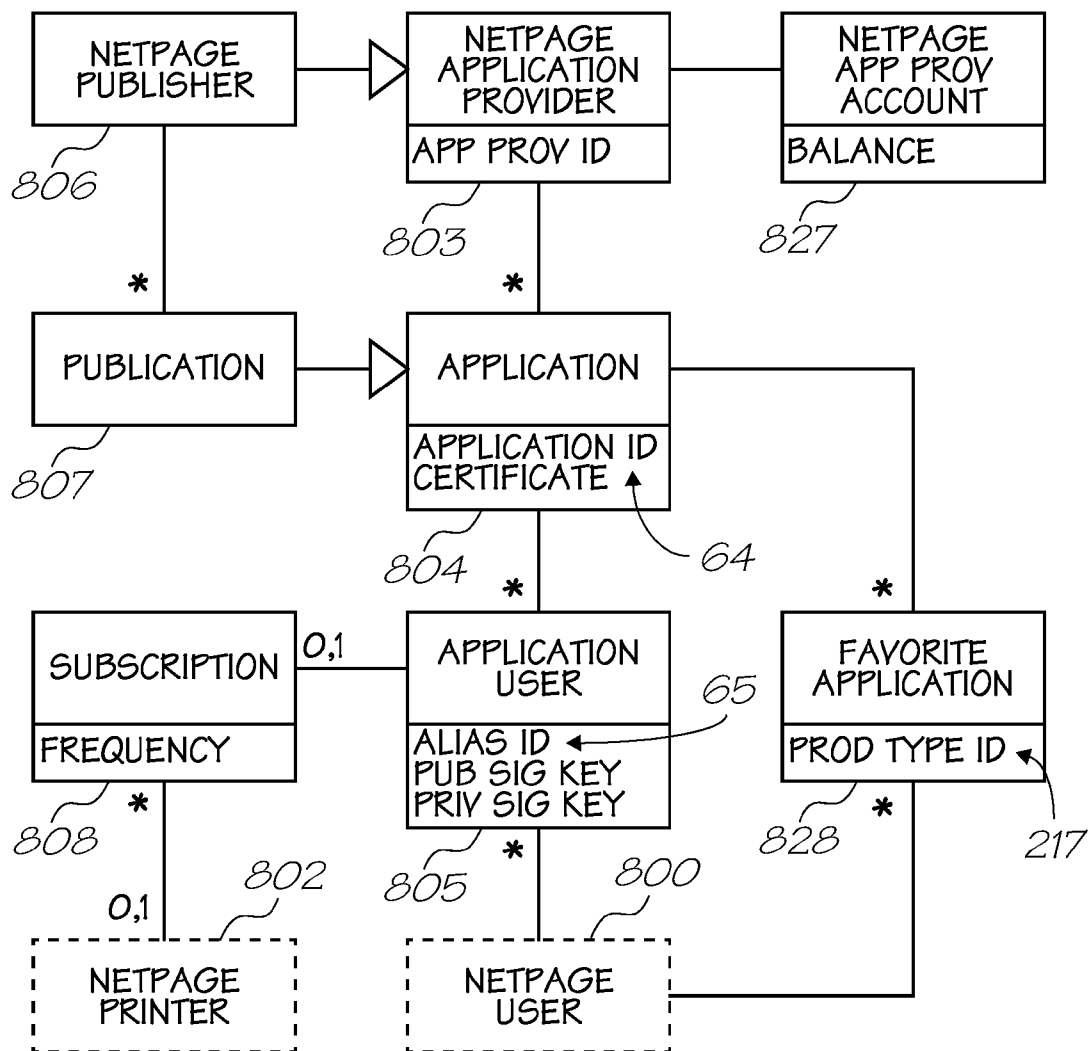 NETPAGE
PUBLISHER
806
NETPAGE
APPLICATION
PROVIDER
APP PROV ID
803
NETPAGE
APP PROV
ACCOUNT
BALANCE
827
*
*
PUBLICATION
807
APPLICATION
APPLICATION ID
CERTIFICATE
64
804
*
*
SUBSCRIPTION
FREQUENCY
808
*
0,1
APPLICATION
USER
65
ALIAS ID
PUB SIG KEY
PRIV SIG KEY
805
*
FAVORITE
APPLICATION
PROD TYPE ID
828
*
217
0,1
802
NETPAGE
PRINTER
800
NETPAGE
USER